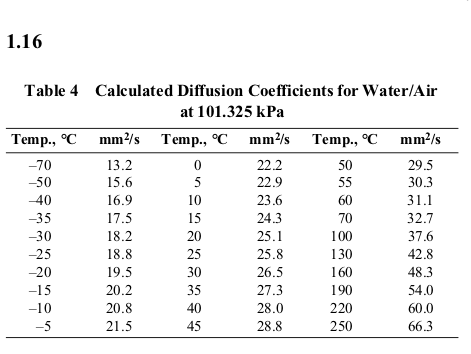 1.16
Table 4 Calculated Diffusion Coefficients for Water/Air
at 101.325 kPa
Temp., °C mm²/s Temp., °C mm²/s Temp., °C mm²/s
–70 13.2 0 22.2 50 29.5
–50 15.6 5 22.9 55 30.3
–40 16.9 10 23.6 60 31.1
–35 17.5 15 24.3 70 32.7
–30 18.2 20 25.1 100 37.6
–25 18.8 25 25.8 130 42.8
–20 19.5 30 26.5 160 48.3
–15 20.2 35 27.3 190 54.0
–10 20.8 40 28.0 220 60.0
–5 21.5 45 28.8 250 66.3